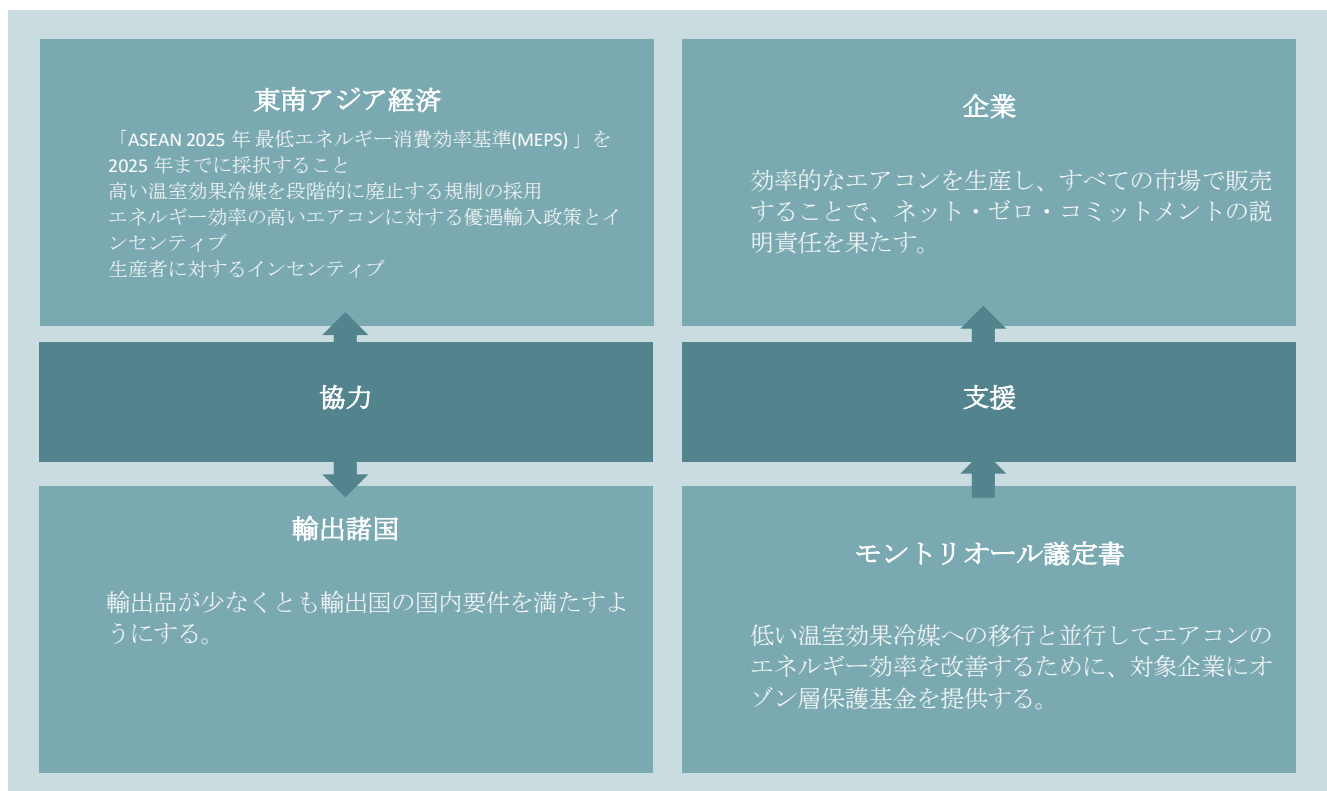 東南アジア経済
「ASEAN 2025 年 最低エネルギー消費効率基準(MEPS) 」を
2025 年までに採択すること
高い温室効果冷媒を段階的に廃止する規制の採用
エネルギー効率の高いエアコンに対する優遇輸入政策とイ
ンセンティブ
生産者に対するインセンティブ
協力
輸出諸国
輸出品が少なくとも輸出国の国内要件を満たすよ
うにする。
企業
効率的なエアコンを生産し、すべての市場で販売
することで、ネット・ゼロ・コミットメントの説
明責任を果たす。
支援
モントリオール議定書
低い温室効果冷媒への移行と並行してエアコンの
エネルギー効率を改善するために、対象企業にオ
ゾン層保護基金を提供する。